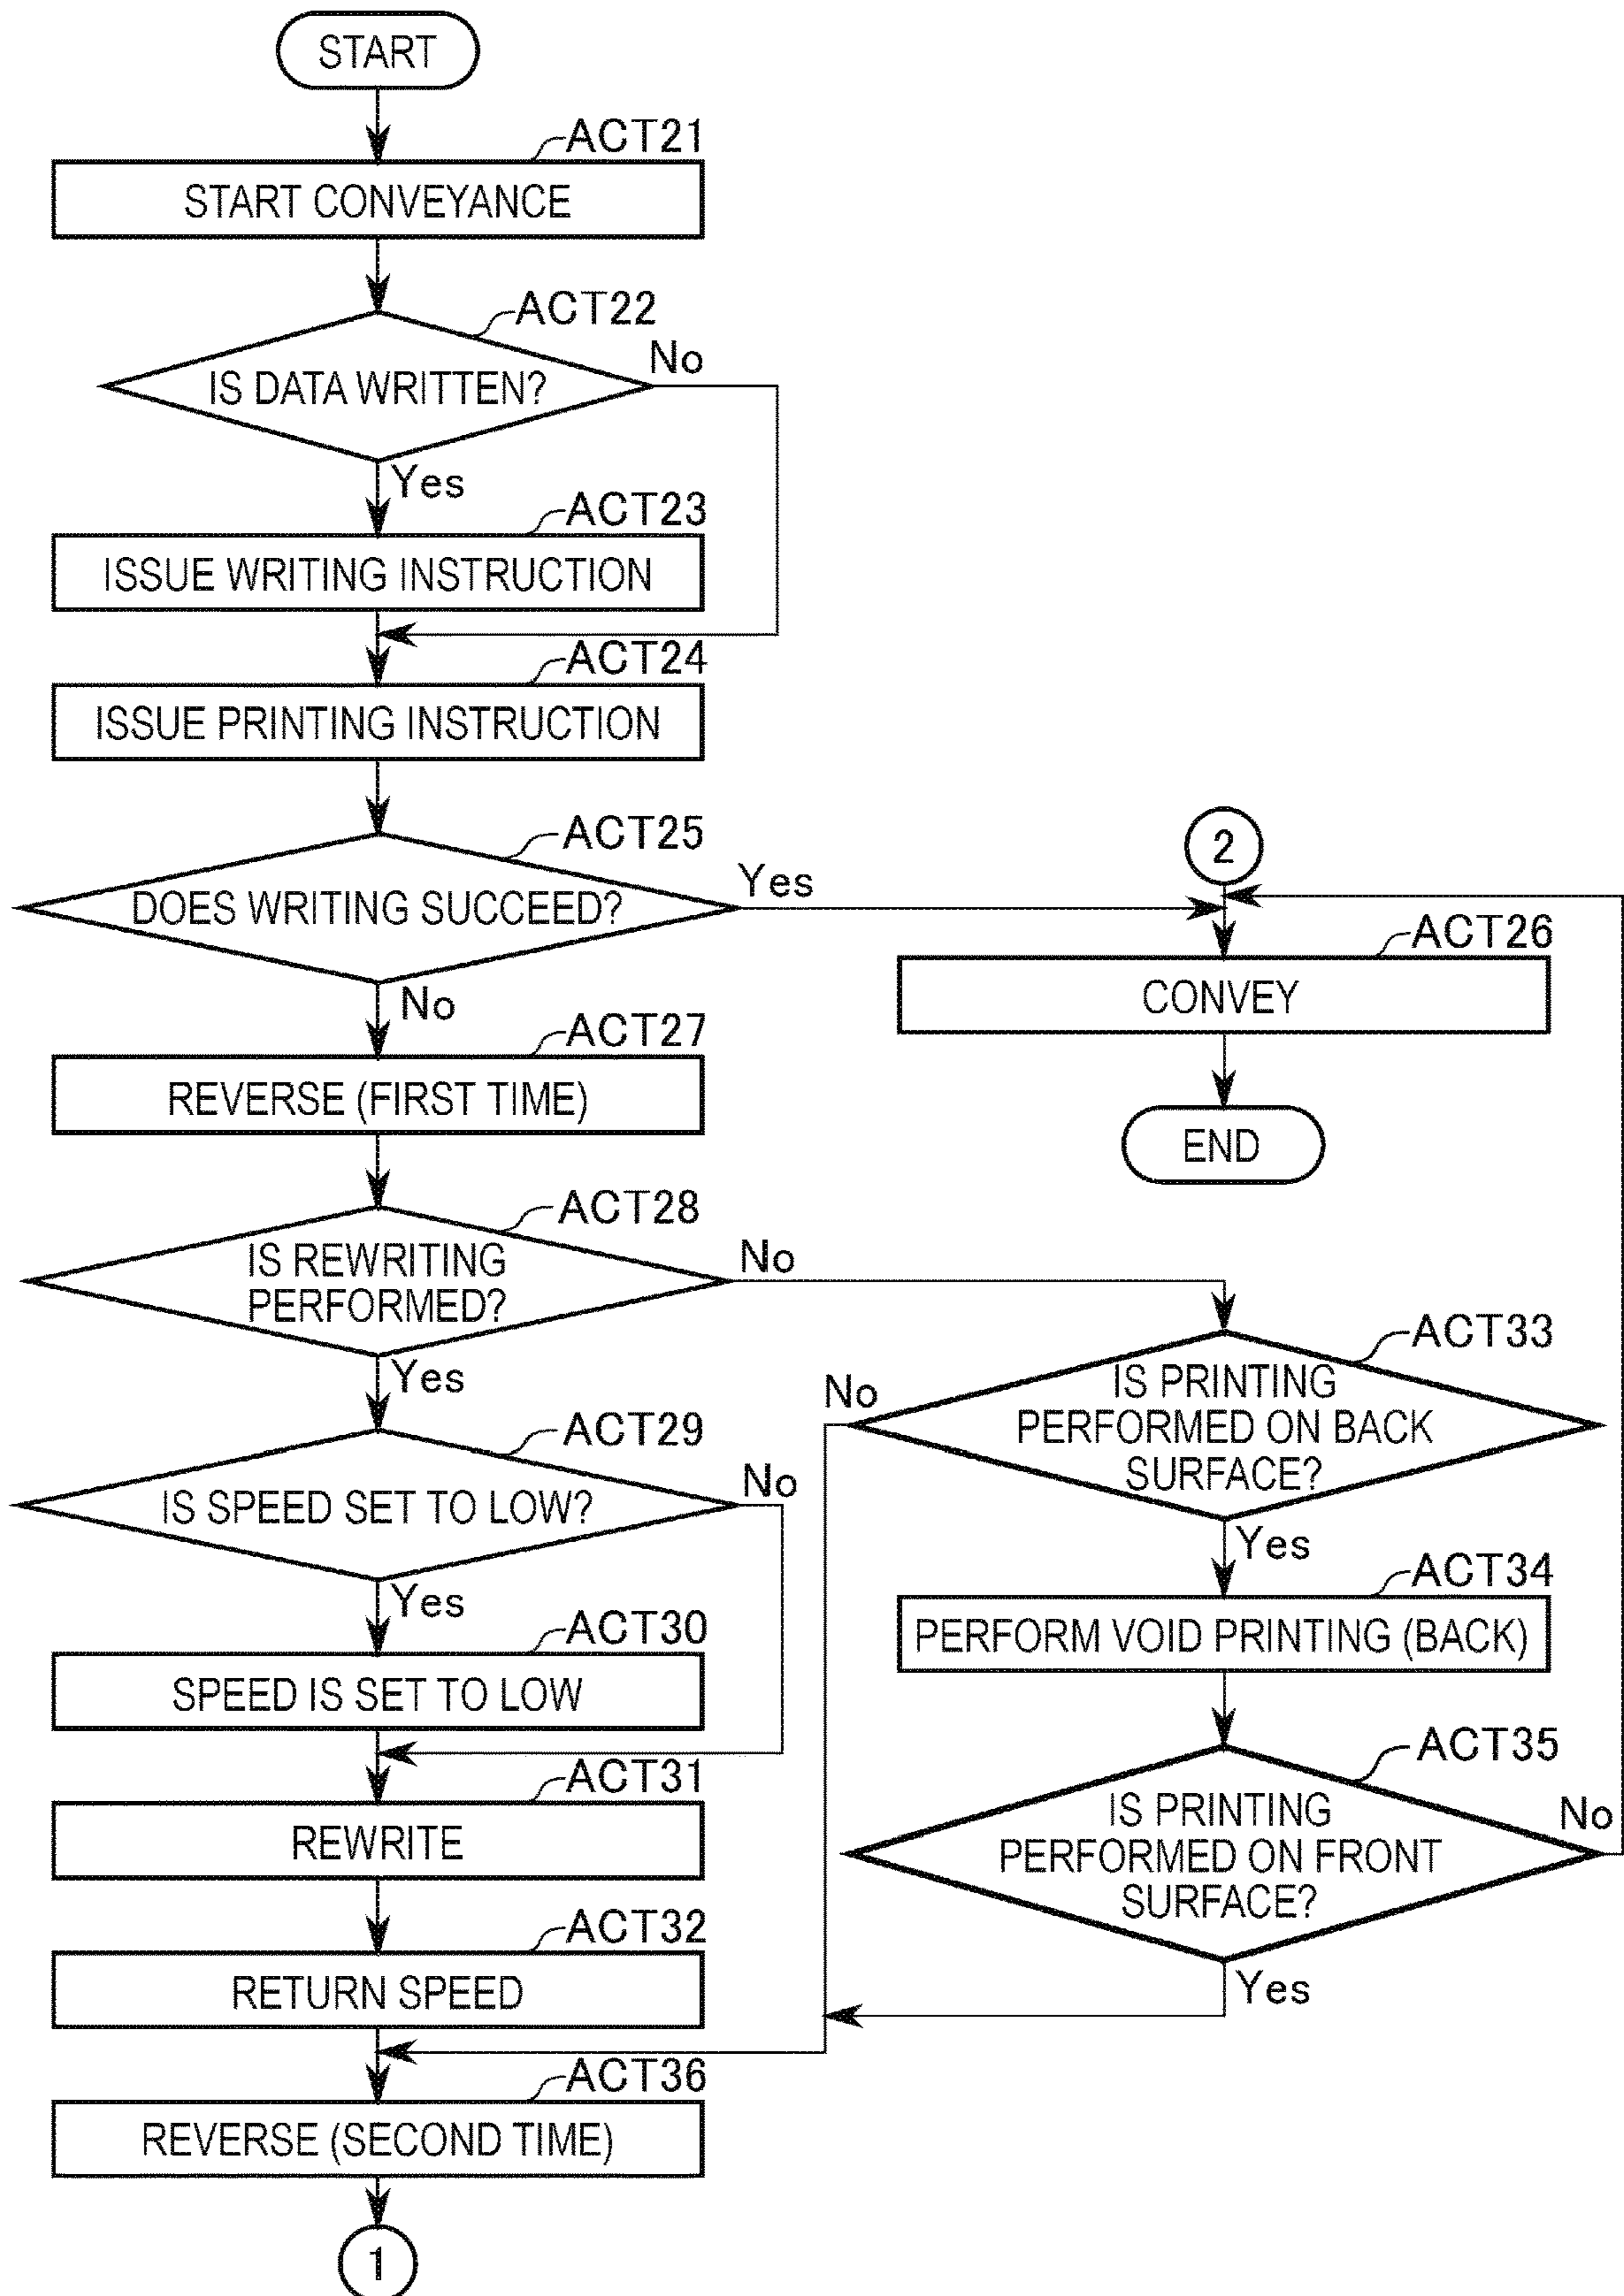 START
ACT21
START CONVEYANCE
ACT22
No
IS DATA WRITTEN?
Yes
ACT23
ISSUE WRITING INSTRUCTION
ACT24
ISSUE PRINTING INSTRUCTION
ACT25
Yes
DOES WRITING SUCCEED?
No
2
ACT26
CONVEY
END
ACT27
REVERSE (FIRST TIME)
ACT28
No
IS REWRITING
PERFORMED?
Yes
ACT29
No
IS SPEED SET TO LOW?
Yes
ACT30
SPEED IS SET TO LOW
ACT31
REWRITE
ACT32
RETURN SPEED
ACT33
No
IS PRINTING
PERFORMED ON BACK
SURFACE?
Yes
ACT34
PERFORM VOID PRINTING (BACK)
ACT35
No
IS PRINTING
PERFORMED ON FRONT
SURFACE?
Yes
ACT36
REVERSE (SECOND TIME)
1